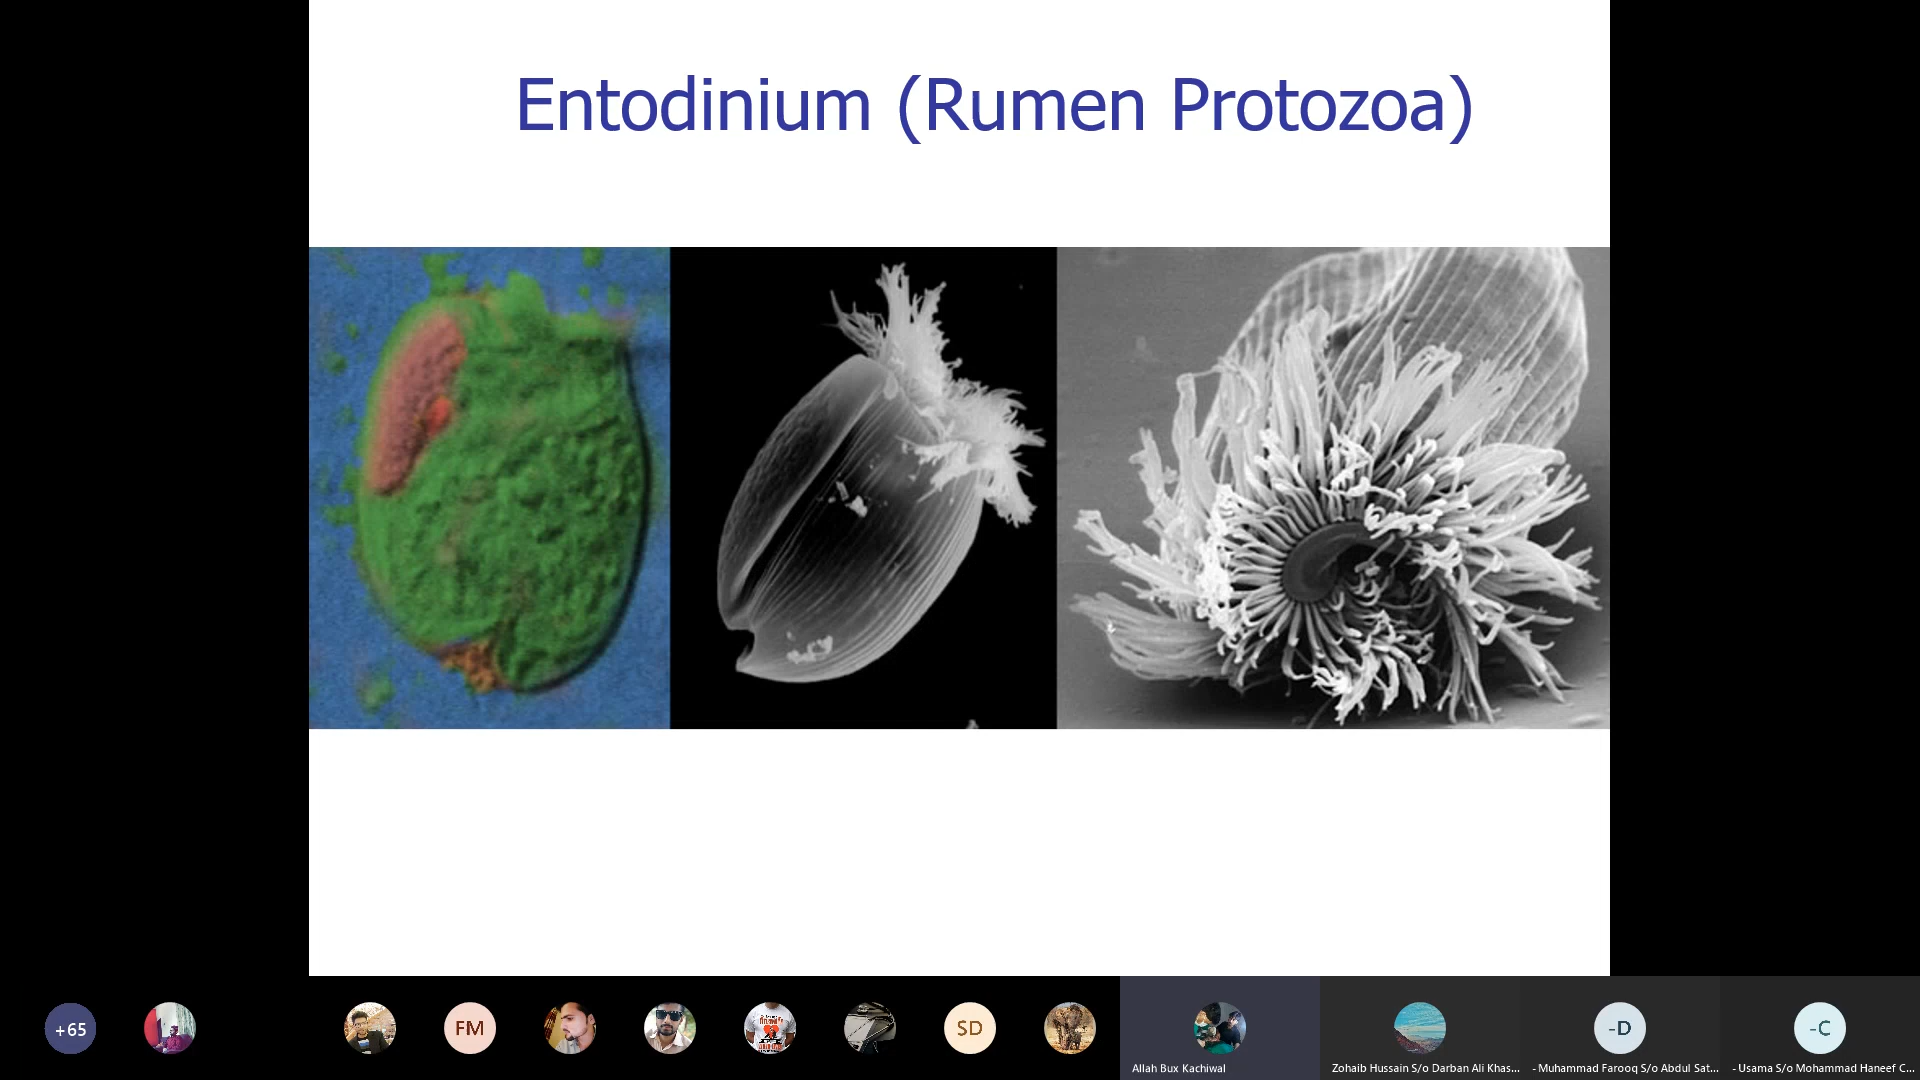 Entodinium (Rumen Protozoa)
+65
FM
SD
-D
-C
Allah Bux Kachiwal
Zohaib Hussain S/o Darban Ali Khas...
- Muhammad Farooq S/o Abdul Sat...
- Usama S/o Mohammad Haneef C...